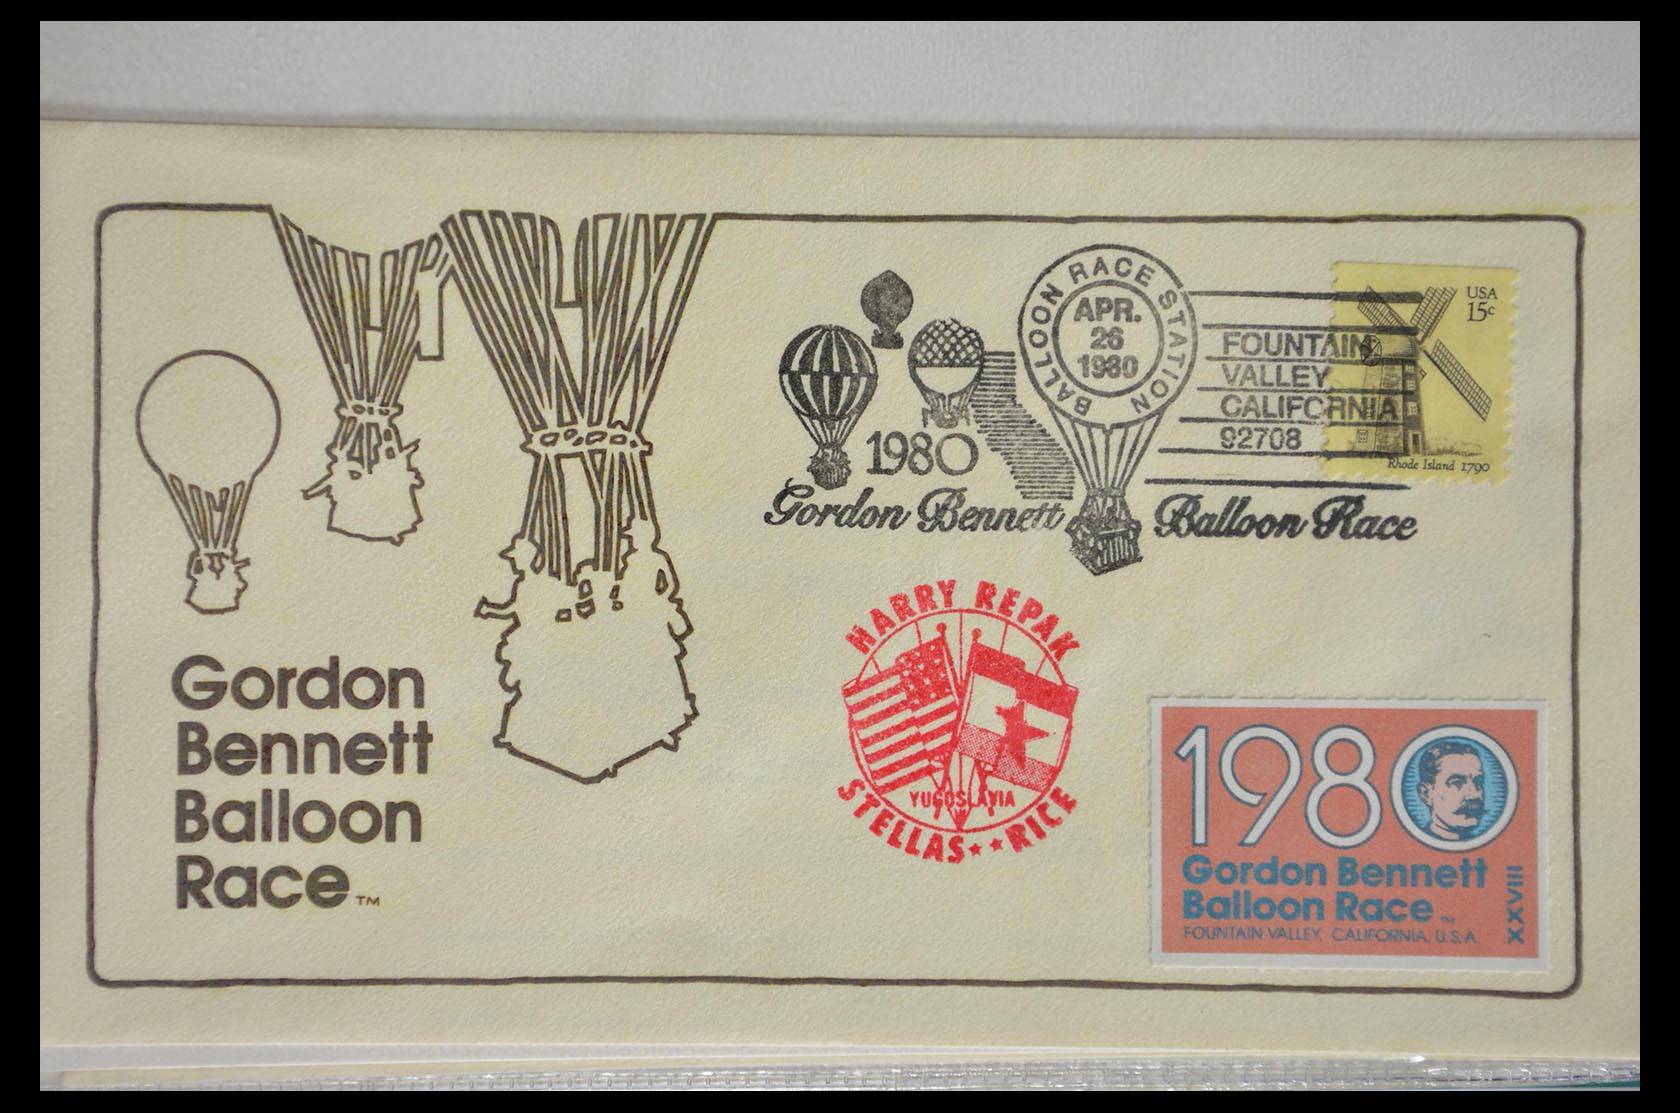 BALLOON RACE STATION
APR.
26
1980
FOUNTAIN
VALLEY
CALIFORNIA
92708
USA
15c
Rhode Island 1790
1980
Gordon Bennett Balloon Race
Gordon
Bennett
Balloon
Race™
HARRY REPAK
YUGOSLAVIA
STELLAS★★RICE
1980
Gordon Bennett
Balloon Race™
FOUNTAIN VALLEY, CALIFORNIA, U.S.A.
XXVIII